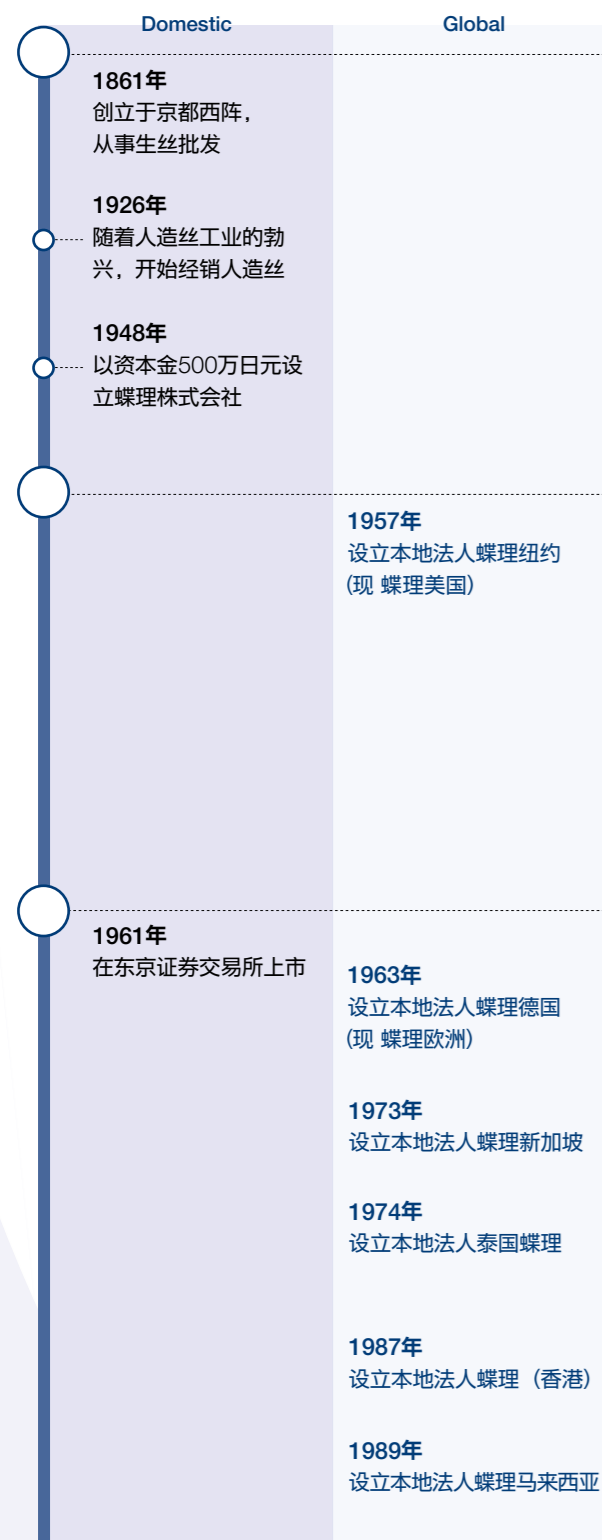 Domestic
Global
1861年
创立于京都西阵，
从事生丝批发
1926年
随着人造丝工业的勃
兴，开始经销人造丝
1948年
以资本金500万日元设
立蝶理株式会社
1957年
设立本地法人蝶理纽约
(现 蝶理美国)
1961年
在东京证券交易所上市
1963年
设立本地法人蝶理德国
(现 蝶理欧洲)
1973年
设立本地法人蝶理新加坡
1974年
设立本地法人泰国蝶理
1987年
设立本地法人蝶理（香港）
1989年
设立本地法人蝶理马来西亚